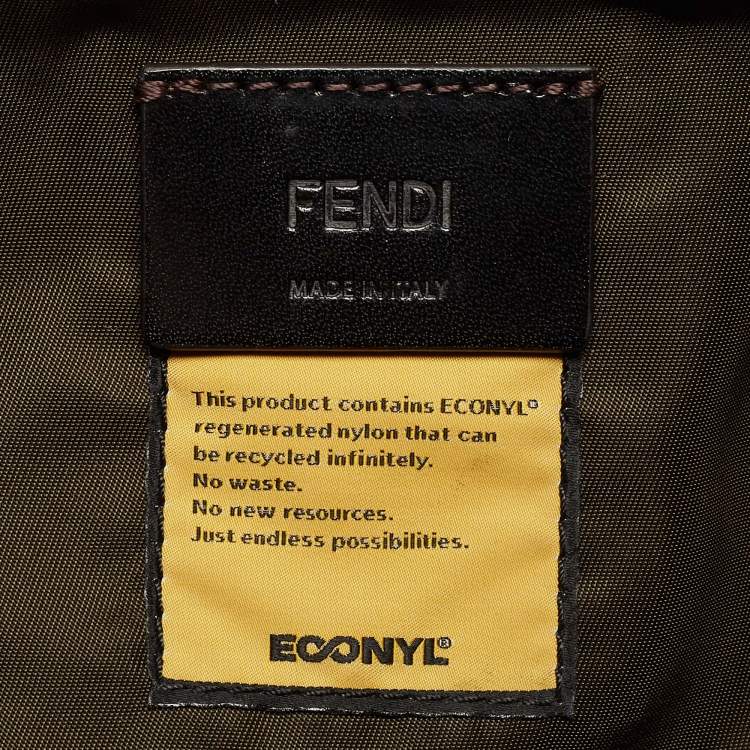 FENDI
MADE IN ITALY
This product contains ECONYL®
regenerated nylon that can
be recycled infinitely.
No waste.
No new resources.
Just endless possibilities.
ECONYL®